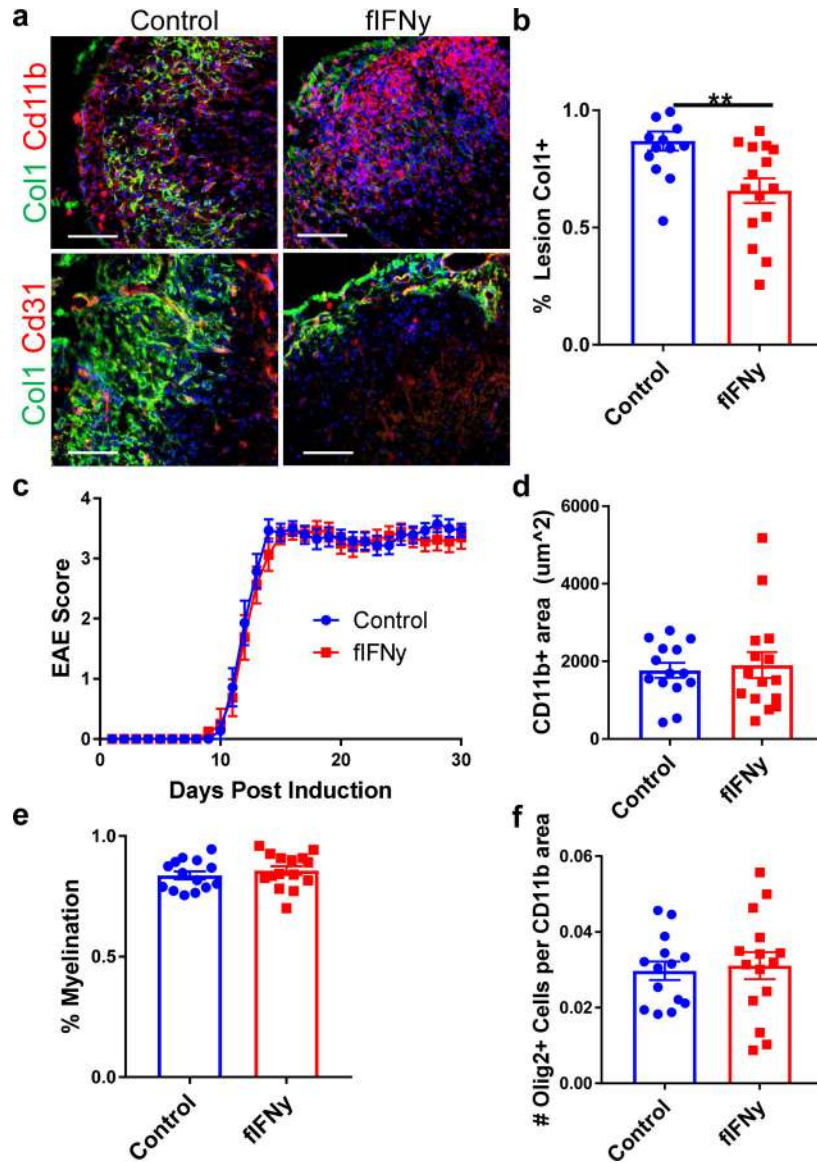 a
Control
fIFNy
Col1 Cd11b
Col1 Cd31
b
**
% Lesion Col1+
1.0
0.5
0.0
Control
fIFNy
c
EAE Score
4
3
2
1
0
0
10
20
30
Days Post Induction
Control
fIFNy
d
CD11b+ area (um^2)
6000
4000
2000
0
Control
fIFNy
e
% Myelination
1.0
0.5
0.0
Control
fIFNy
f
# Olig2+ Cells per CD11b area
0.06
0.04
0.02
0.00
Control
fIFNy